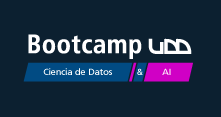 Bootcamp UDD
Ciencia de Datos & AI